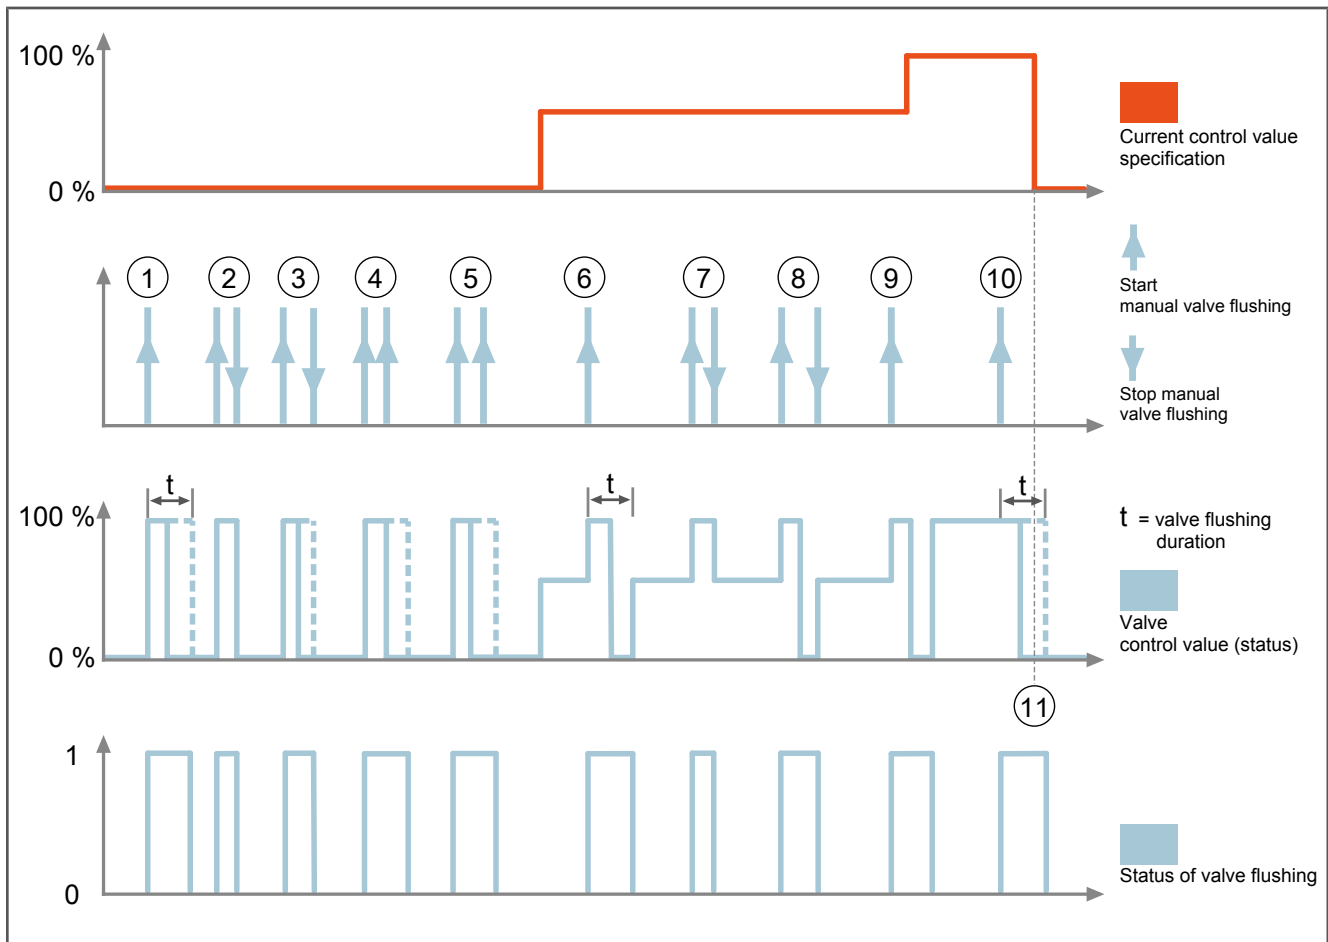 100 %
0 %
Current control value
specification
1 2 3 4 5 6 7 8 9 10
Start
manual valve flushing
Stop manual
valve flushing
t t t
100 %
0 %
t = valve flushing
duration
Valve
control value (status)
11
1
0
Status of valve flushing